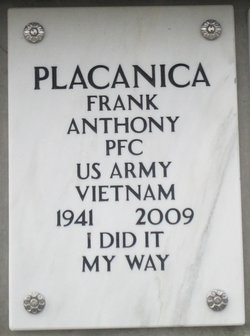 PLACANICA
FRANK
ANTHONY
PFC
US ARMY
VIETNAM
1941 2009
I DID IT
MY WAY